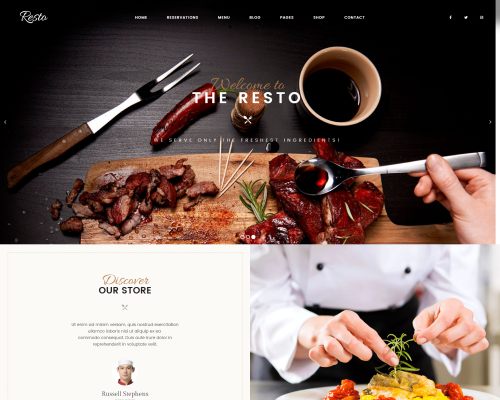 Resto
HOME RESERVATIONS MENU BLOG PAGES SHOP CONTACT
Welcome to
THE RESTO
WE SERVE ONLY THE FRESHEST INGREDIENTS!
Discover
OUR STORE
Ut enim ad minim veniam, quis nostrud exercitation
ullamco laboris nisi ut aliquip ex ea
commodo consequat. Duis aute irure dolor in
reprehenderit in voluptate velit.
Russell Stephens